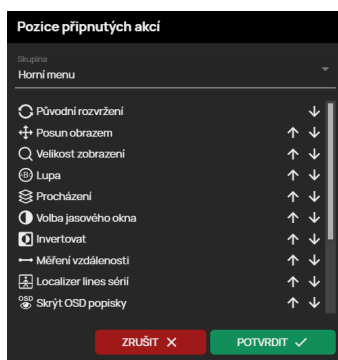 Pozice připnutých akcí
Skupina
Horní menu
Původní rozvržení
Posun obrazem
Velikost zobrazení
Lupa
Procházení
Volba jasového okna
Invertovat
Měření vzdálenosti
Localizer lines sérií
OSD Skrýt OSD popisky
ZRUŠIT
POTVRDIT